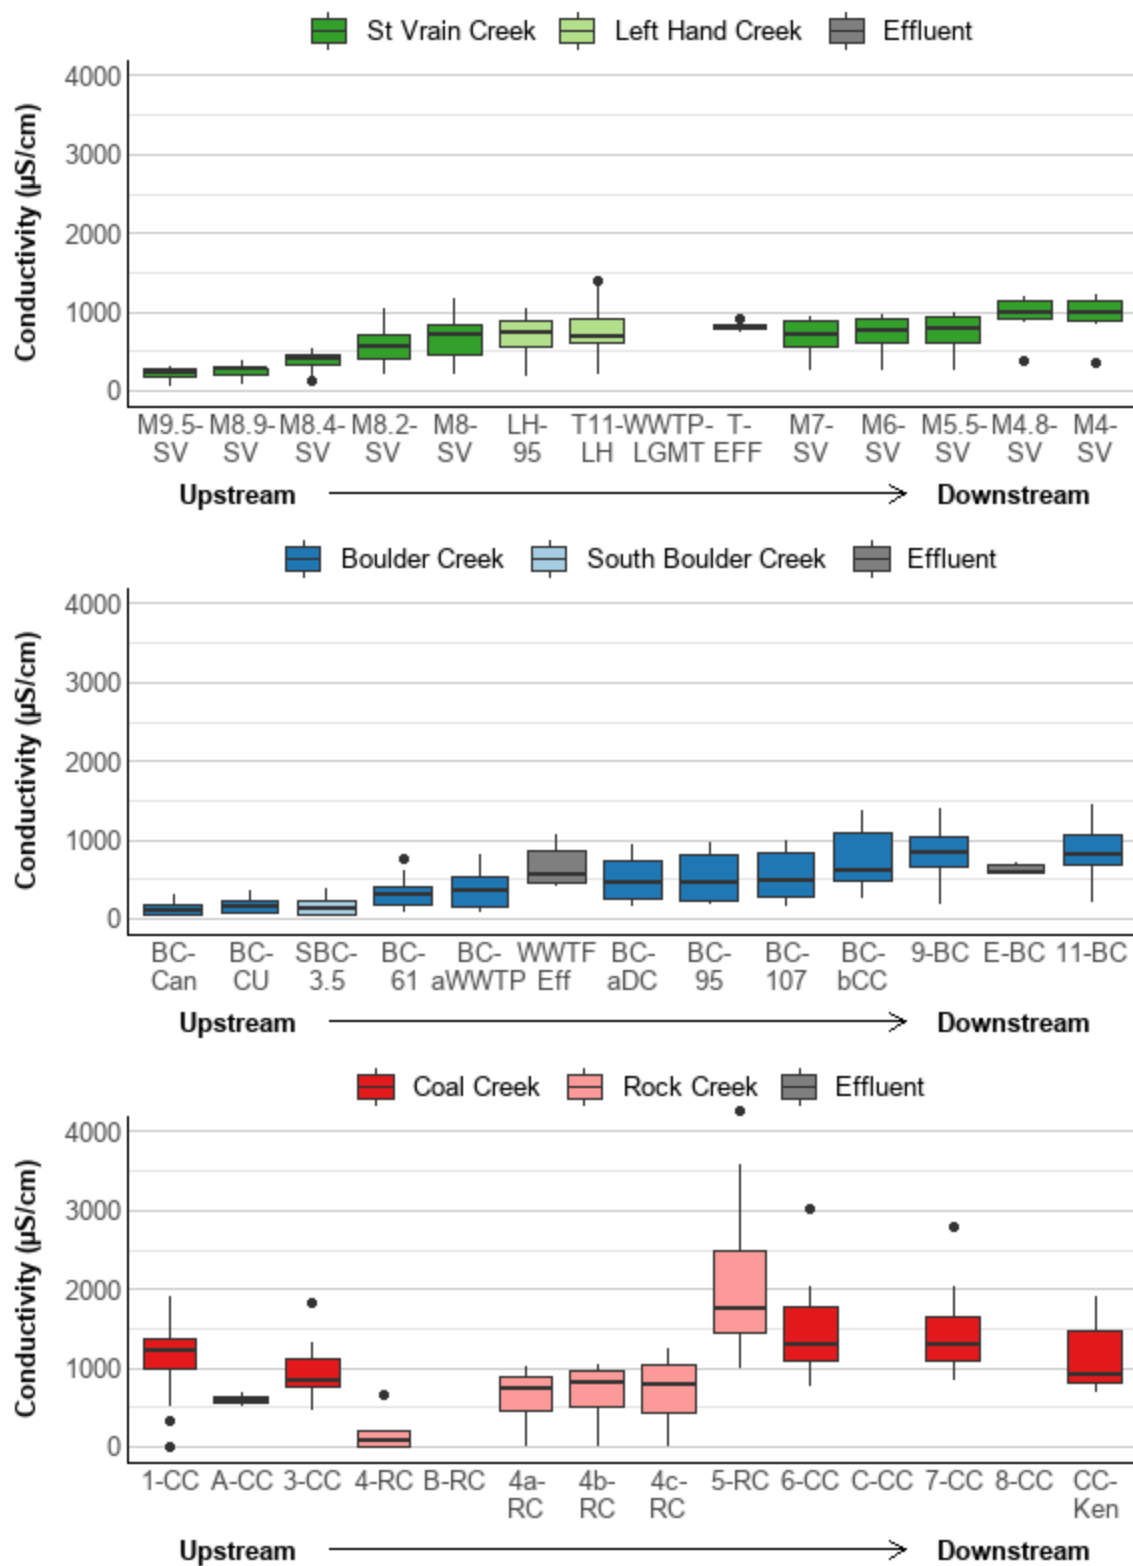 St Vrain Creek Left Hand Creek Effluent
Conductivity (µS/cm)
4000
3000
2000
1000
0
M9.5-SV M8.9-SV M8.4-SV M8.2-SV M8-SV LH-95 T11-LH WWTP-LGMT T-EFF M7-SV M6-SV M5.5-SV M4.8-SV M4-SV
Upstream Downstream
Boulder Creek South Boulder Creek Effluent
Conductivity (µS/cm)
4000
3000
2000
1000
0
BC-Can BC-CU SBC-3.5 BC-61 BC-aWWTP WWTF Eff BC-aDC BC-95 BC-107 BC-bCC 9-BC E-BC 11-BC
Upstream Downstream
Coal Creek Rock Creek Effluent
Conductivity (µS/cm)
4000
3000
2000
1000
0
1-CC A-CC 3-CC 4-RC B-RC 4a-RC 4b-RC 4c-RC 5-RC 6-CC C-CC 7-CC 8-CC CC-Ken
Upstream Downstream